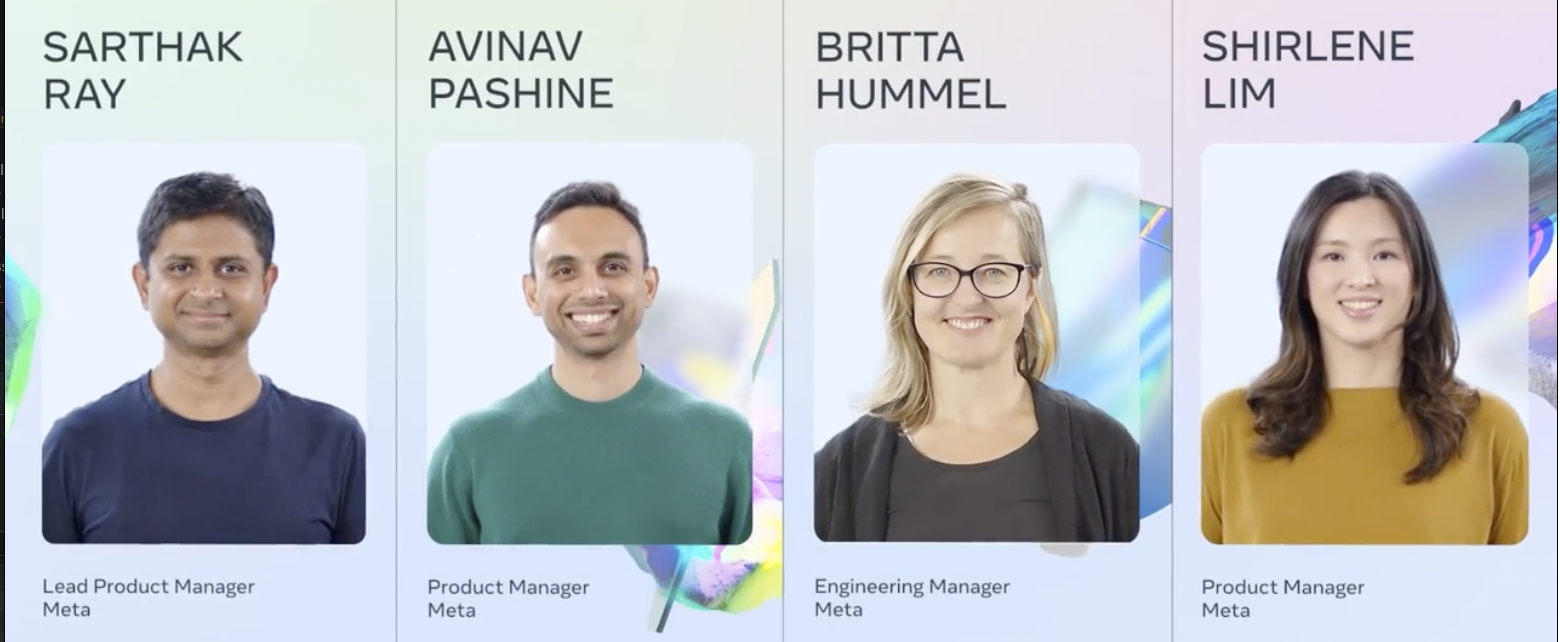 SARTHAK
RAY
Lead Product Manager
Meta
AVINAV
PASHINE
Product Manager
Meta
BRITTA
HUMMEL
Engineering Manager
Meta
SHIRLENE
LIM
Product Manager
Meta